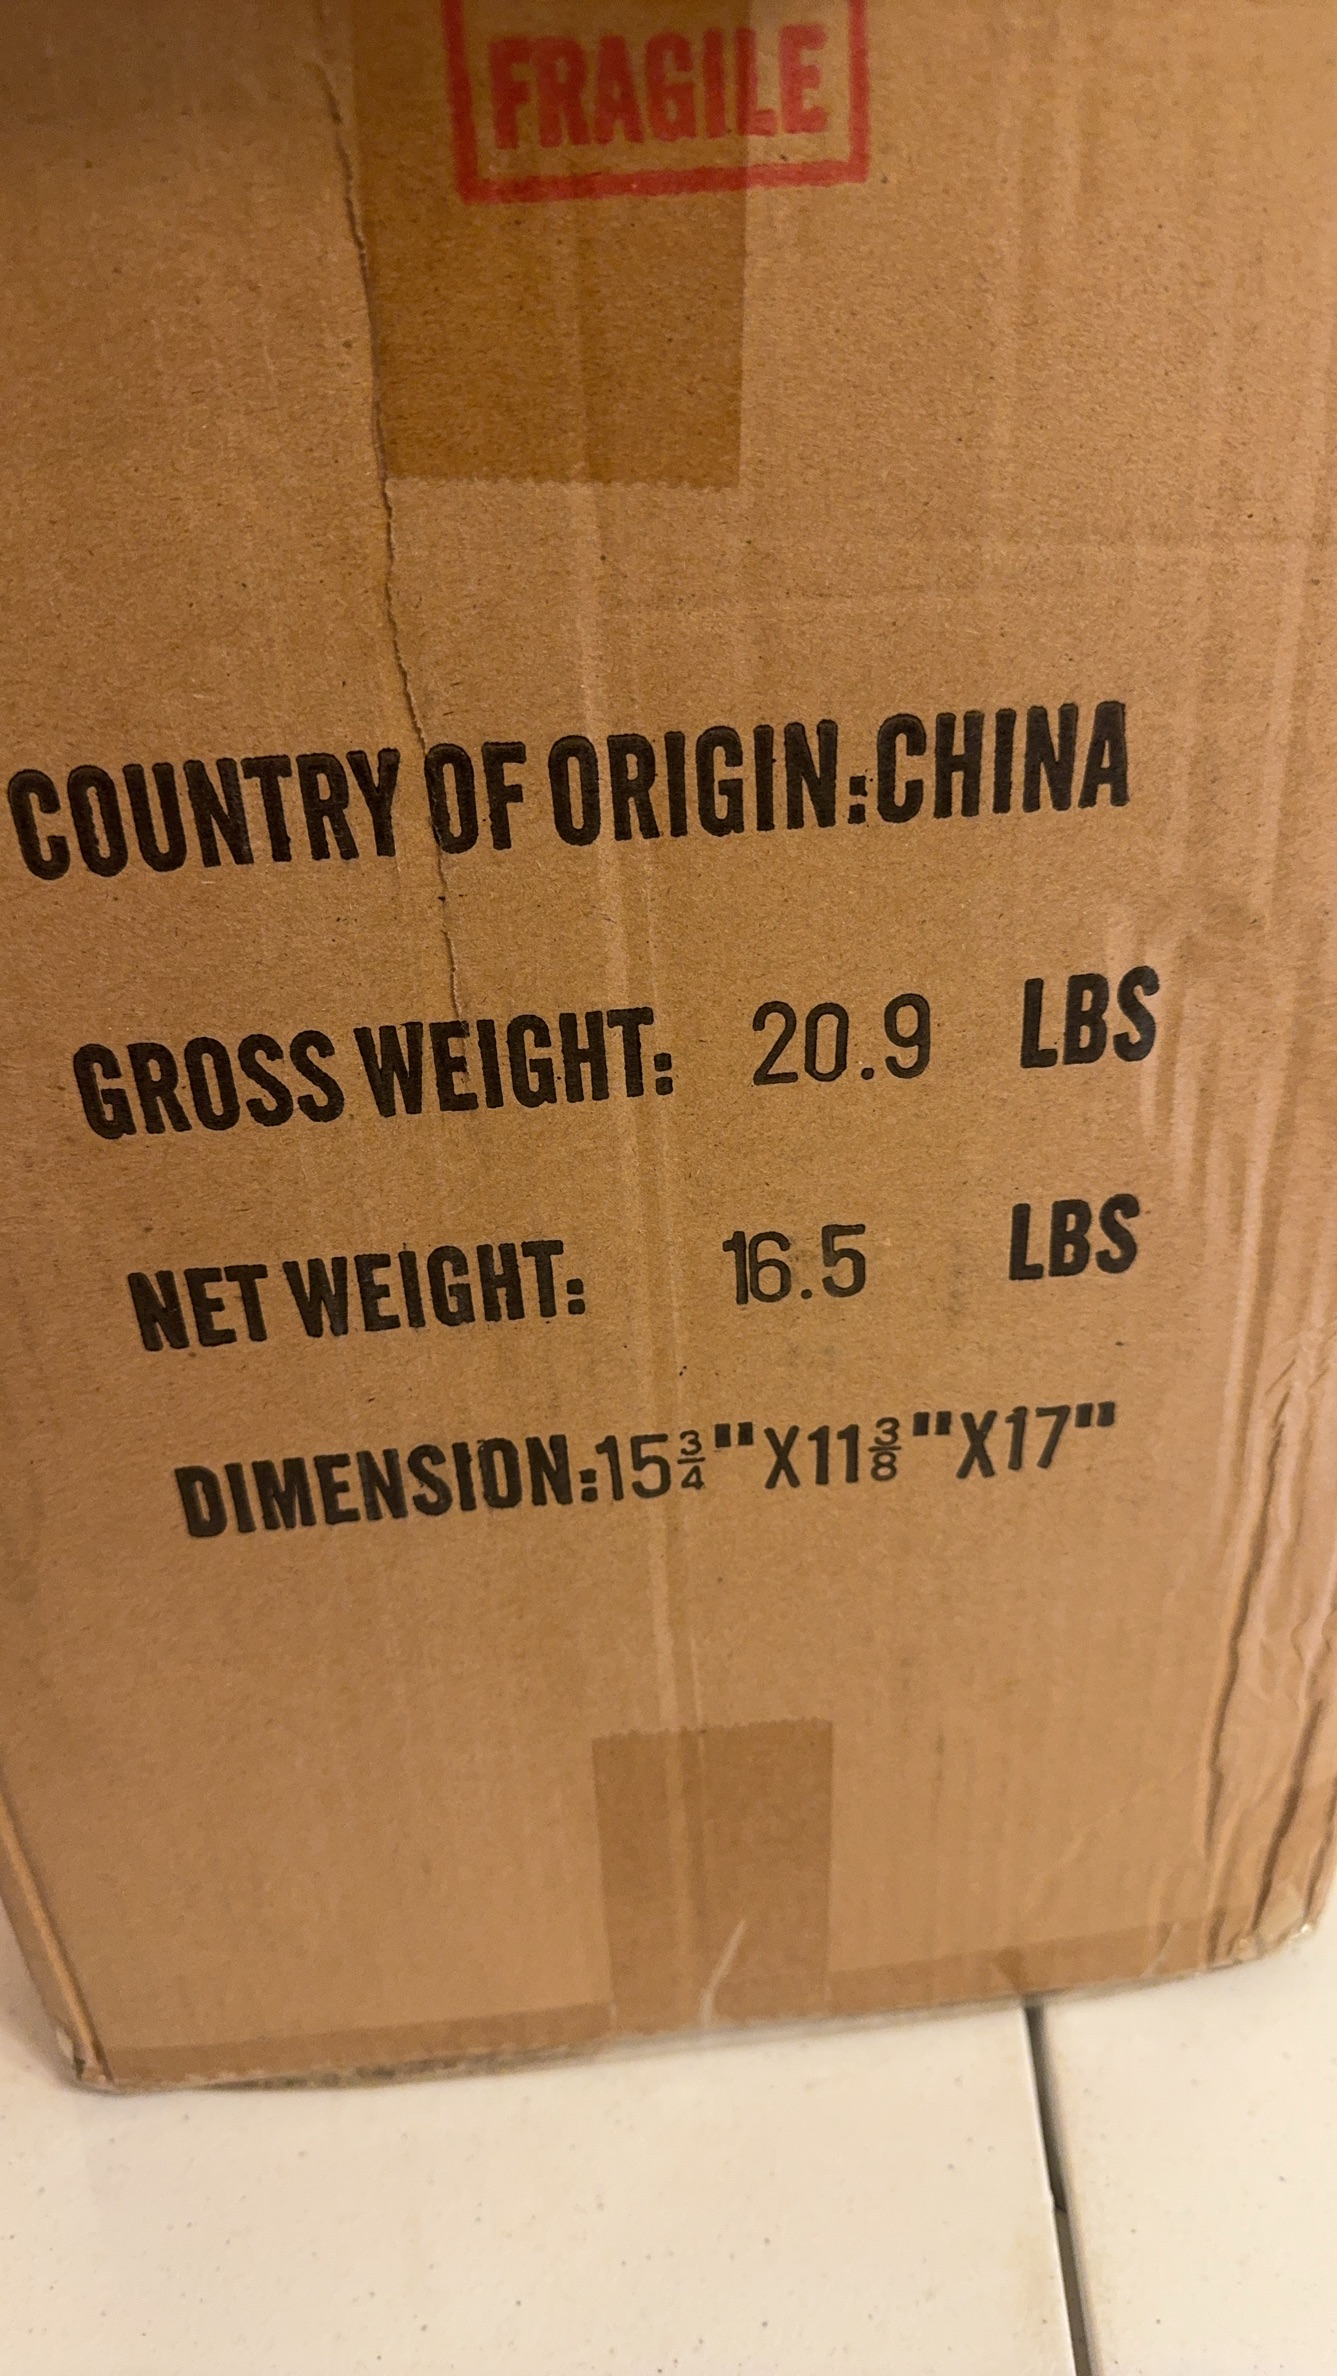 FRAGILE
COUNTRY OF ORIGIN:CHINA
GROSS WEIGHT: 20.9 LBS
NET WEIGHT: 16.5 LBS
DIMENSION:15¾"X11⅜"X17"